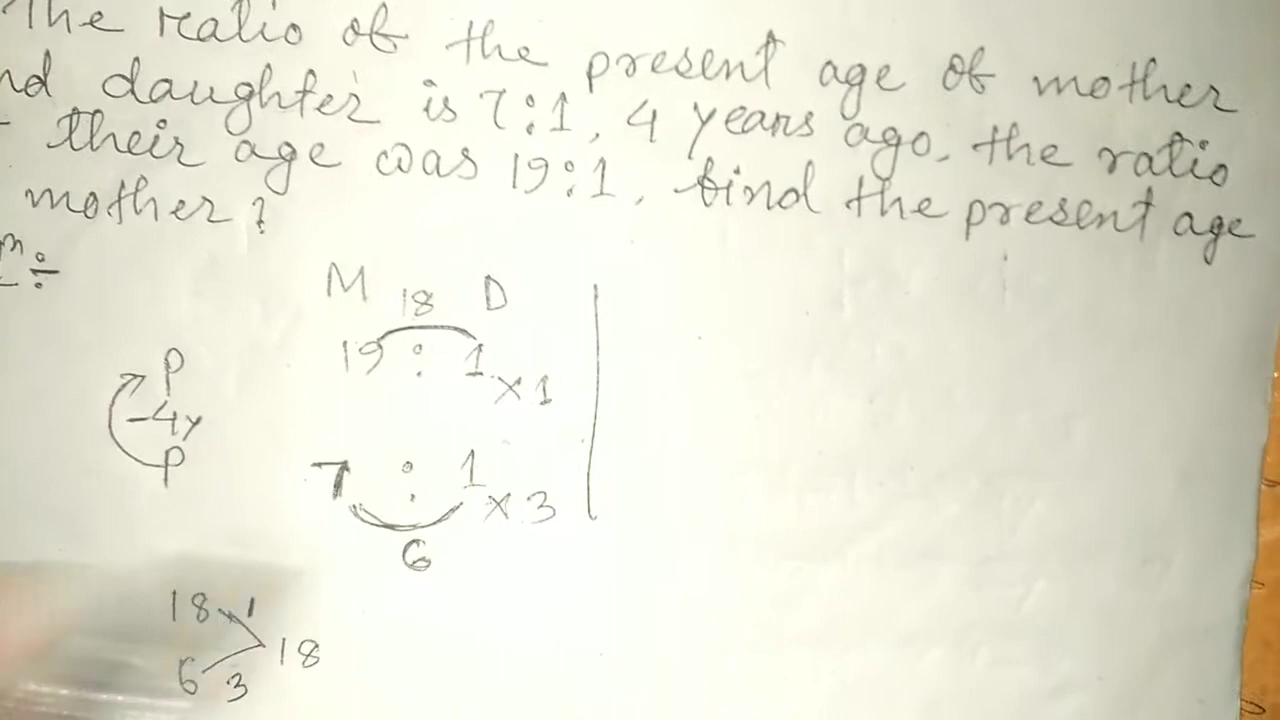 The ratio of the present age of mother
nd daughter is 7:1, 4 years ago, the ratio
their age was 19:1, find the present age
mother?
M 18 D
19 : 1 ×1
P
-4y
P
7 : 1 ×3
6
18 1
18
6 3